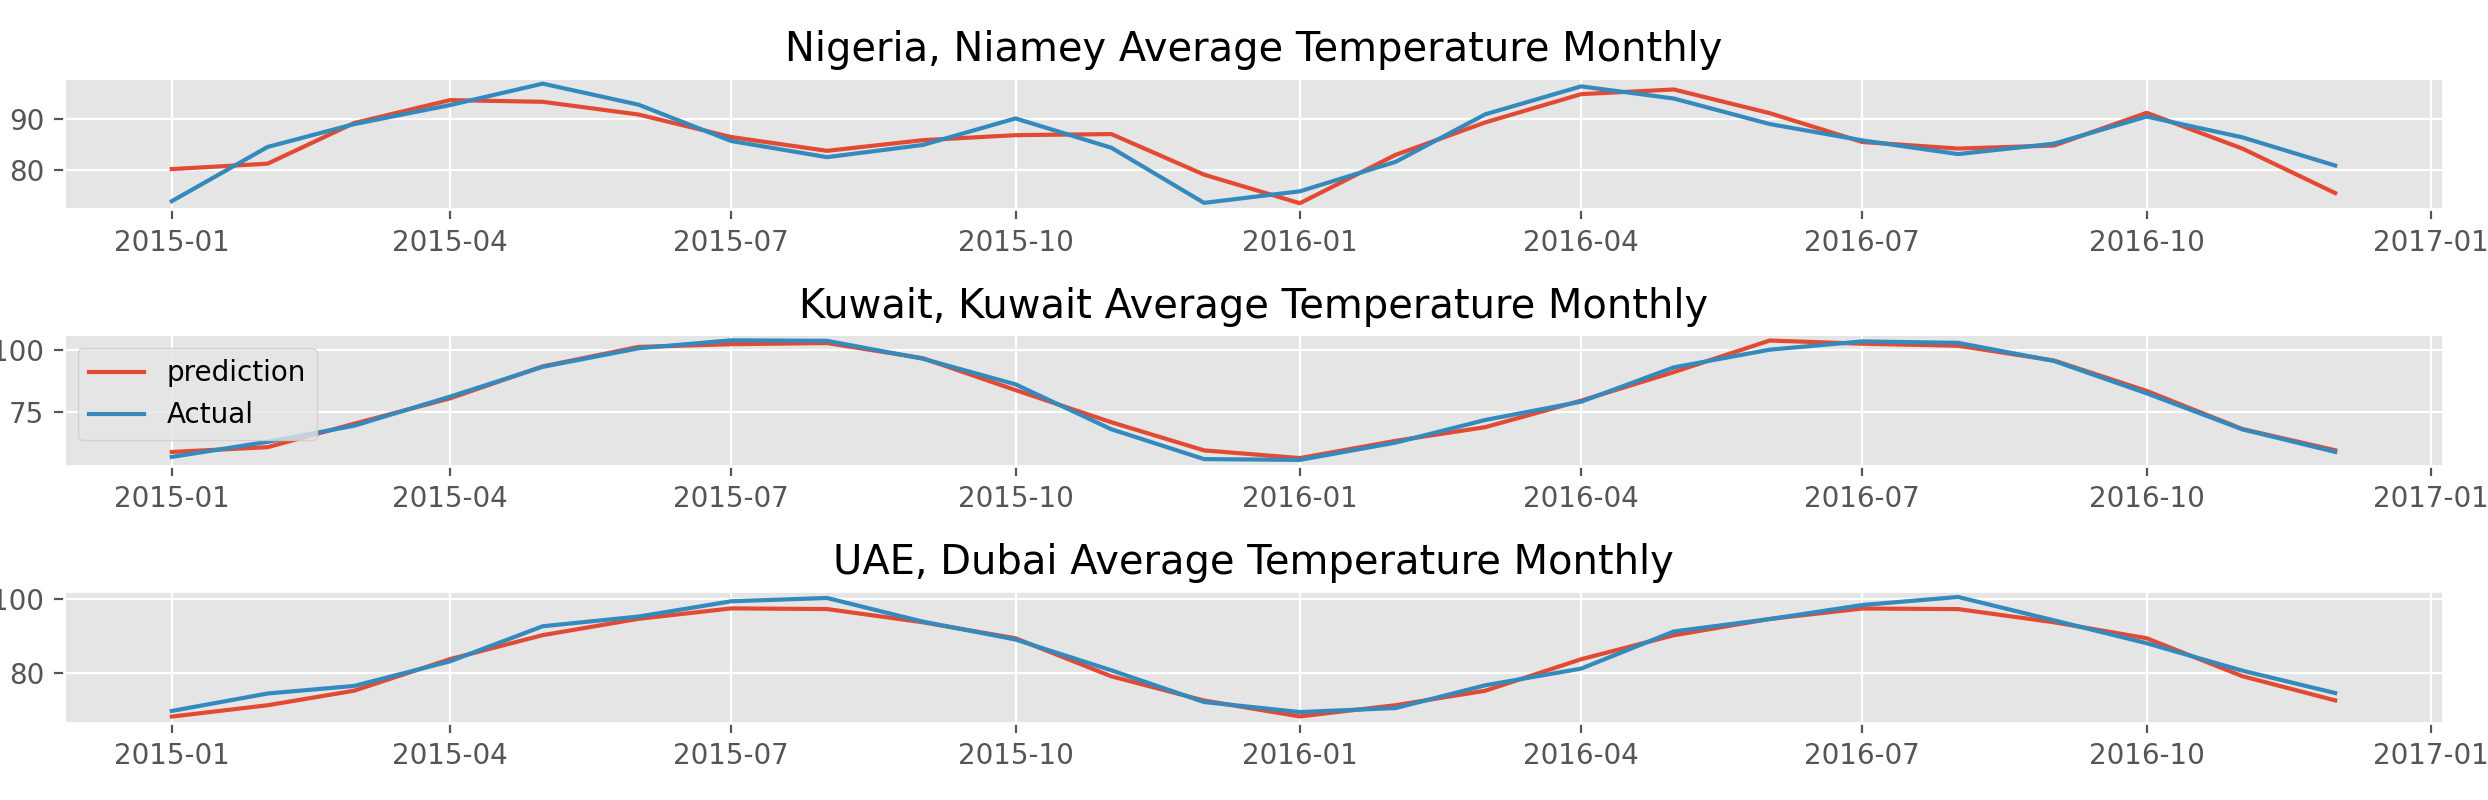 Nigeria, Niamey Average Temperature Monthly
90
80
2015-01 2015-04 2015-07 2015-10 2016-01 2016-04 2016-07 2016-10 2017-01
Kuwait, Kuwait Average Temperature Monthly
100
75
prediction
Actual
2015-01 2015-04 2015-07 2015-10 2016-01 2016-04 2016-07 2016-10 2017-01
UAE, Dubai Average Temperature Monthly
100
80
2015-01 2015-04 2015-07 2015-10 2016-01 2016-04 2016-07 2016-10 2017-01